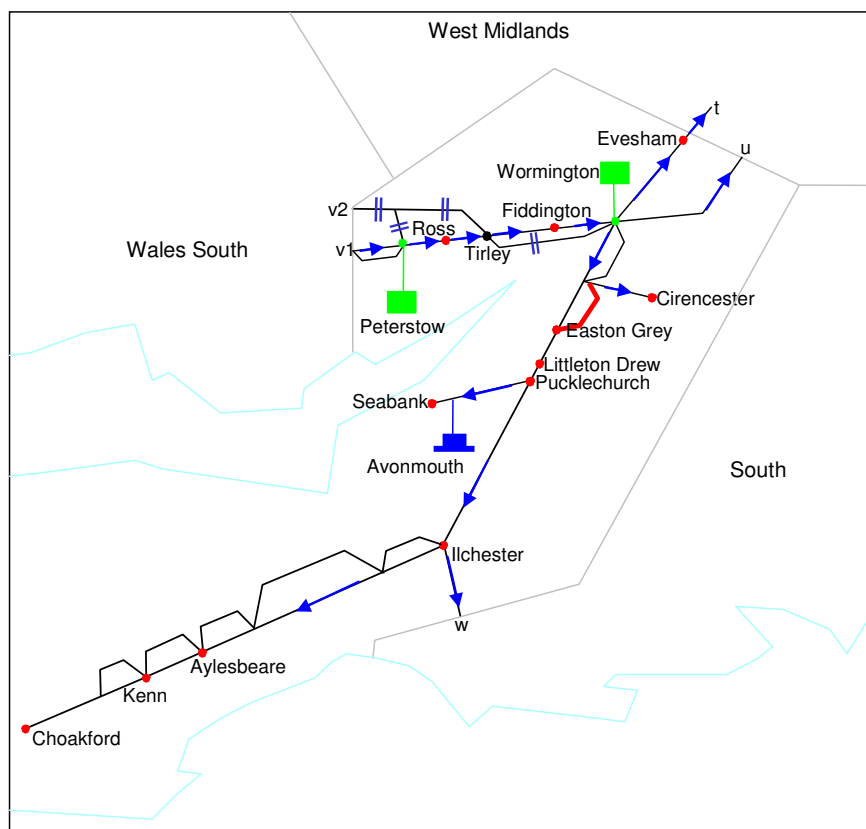 West Midlands
t
Evesham
u
Wormington
v2
Ross
Fiddington
Wales South
v1
Tirley
Cirencester
Peterstow
Easton Grey
Littleton Drew
Pucklechurch
Seabank
Avonmouth
South
Ilchester
w
Aylesbeare
Kenn
Choakford